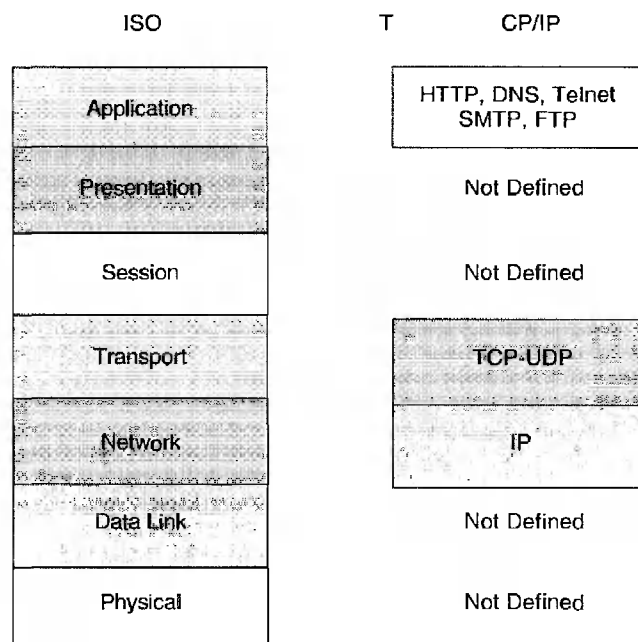 ISO T CP/IP
Application
HTTP, DNS, Telnet
SMTP, FTP
Presentation Not Defined
Session Not Defined
Transport TCP-UDP
Network IP
Data Link Not Defined
Physical Not Defined